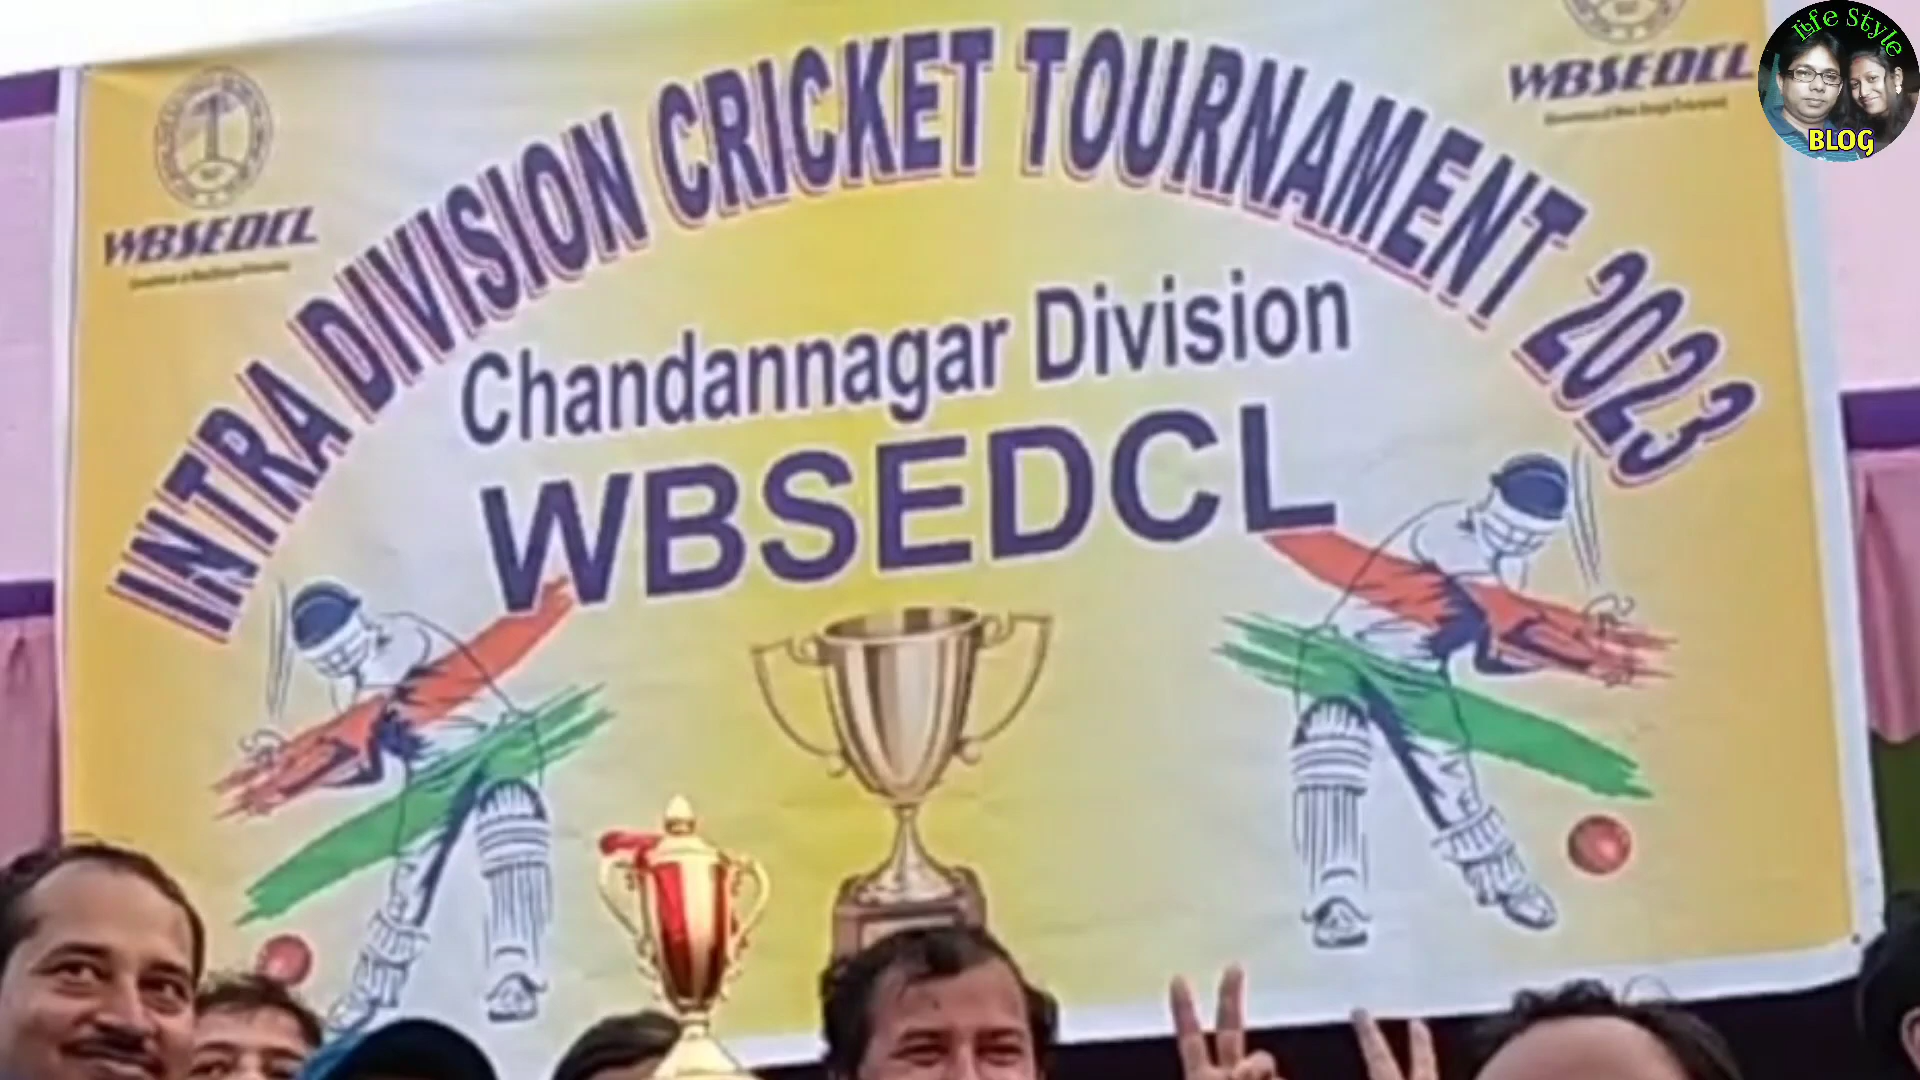 INTRA DIVISION CRICKET TOURNAMENT 2023
Chandannagar Division
WBSEDCL
WBSEDCL
WBSEDCL
Life Style
BLOG